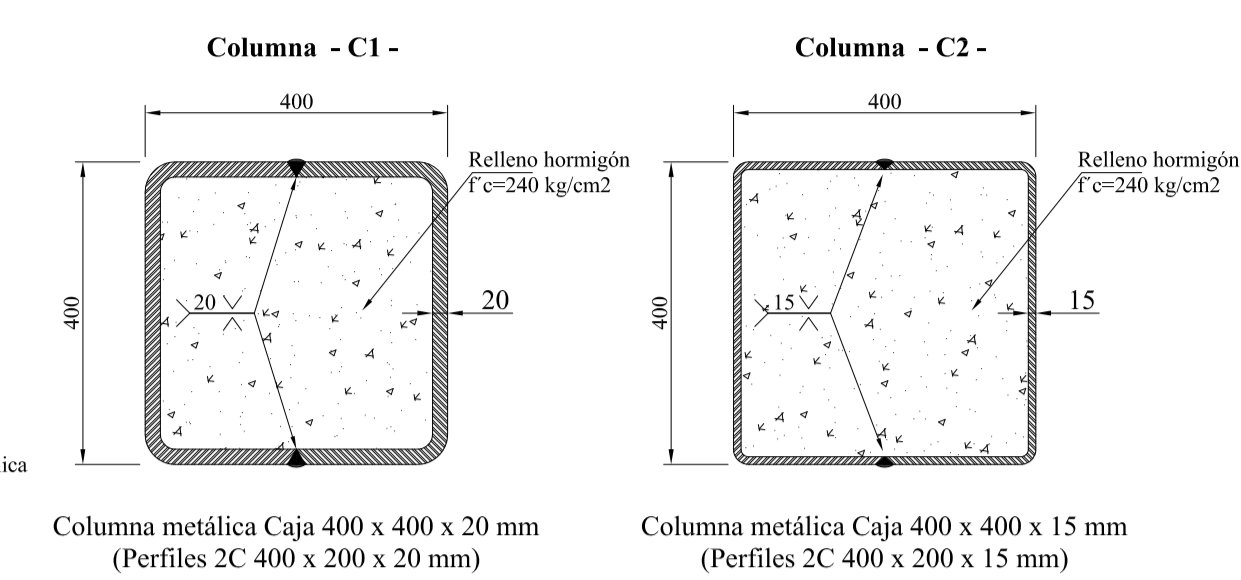 Columna - C1 -
Columna - C2 -
400
400
Relleno hormigón
f´c=240 kg/cm2
Relleno hormigón
f´c=240 kg/cm2
400
20
20
400
15
15
ica
Columna metálica Caja 400 x 400 x 20 mm
(Perfiles 2C 400 x 200 x 20 mm)
Columna metálica Caja 400 x 400 x 15 mm
(Perfiles 2C 400 x 200 x 15 mm)